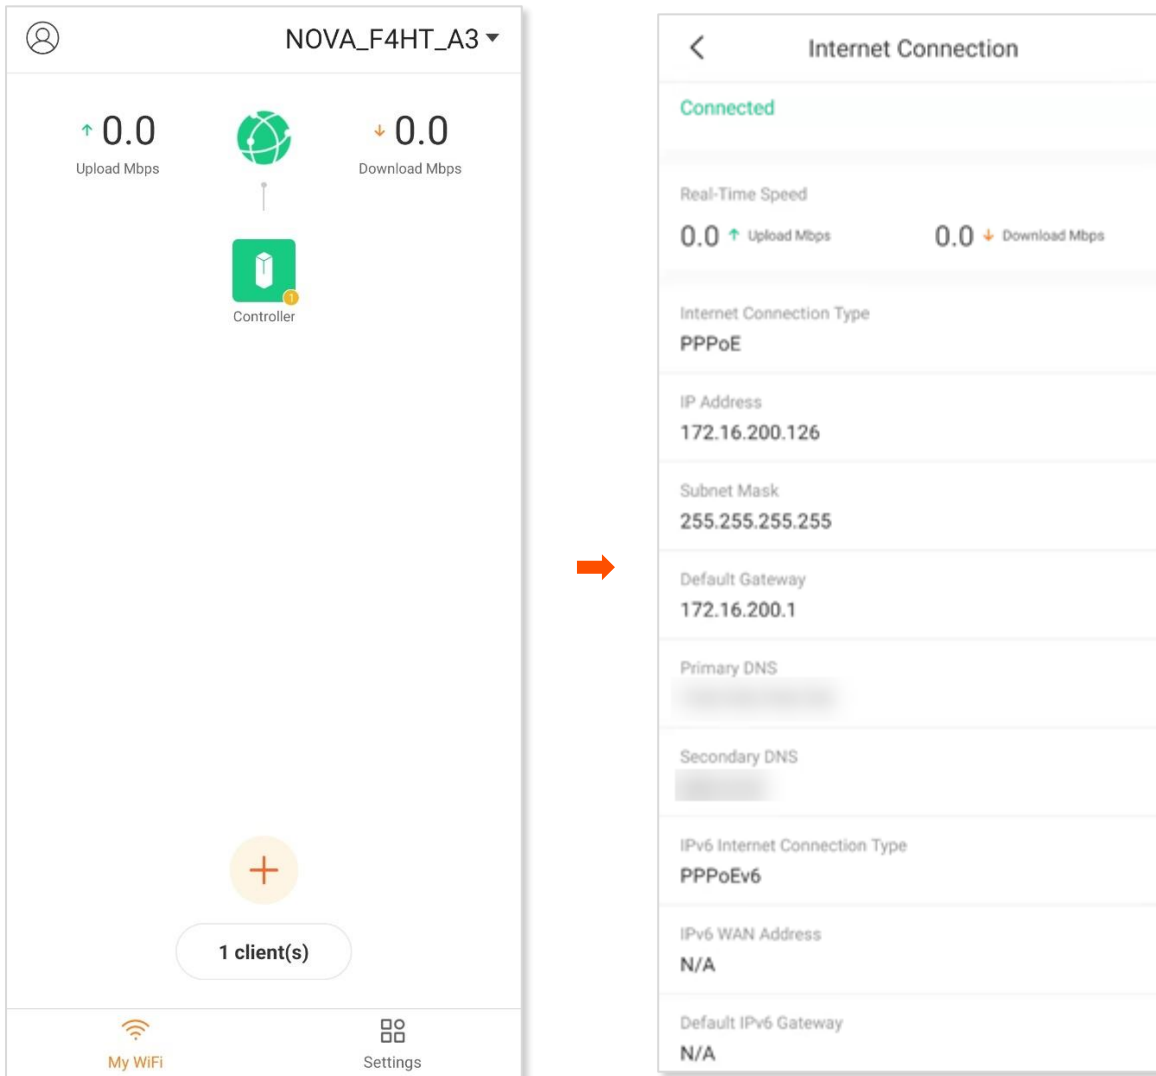 NOVA_F4HT_A3
0.0
Upload Mbps
0.0
Download Mbps
1
Controller
1 client(s)
My WiFi
Settings
Internet Connection
Connected
Real-Time Speed
0.0 ↑ Upload Mbps
0.0 ↓ Download Mbps
Internet Connection Type
PPPoE
IP Address
172.16.200.126
Subnet Mask
255.255.255.255
Default Gateway
172.16.200.1
Primary DNS
Secondary DNS
IPv6 Internet Connection Type
PPPoEv6
IPv6 WAN Address
N/A
Default IPv6 Gateway
N/A